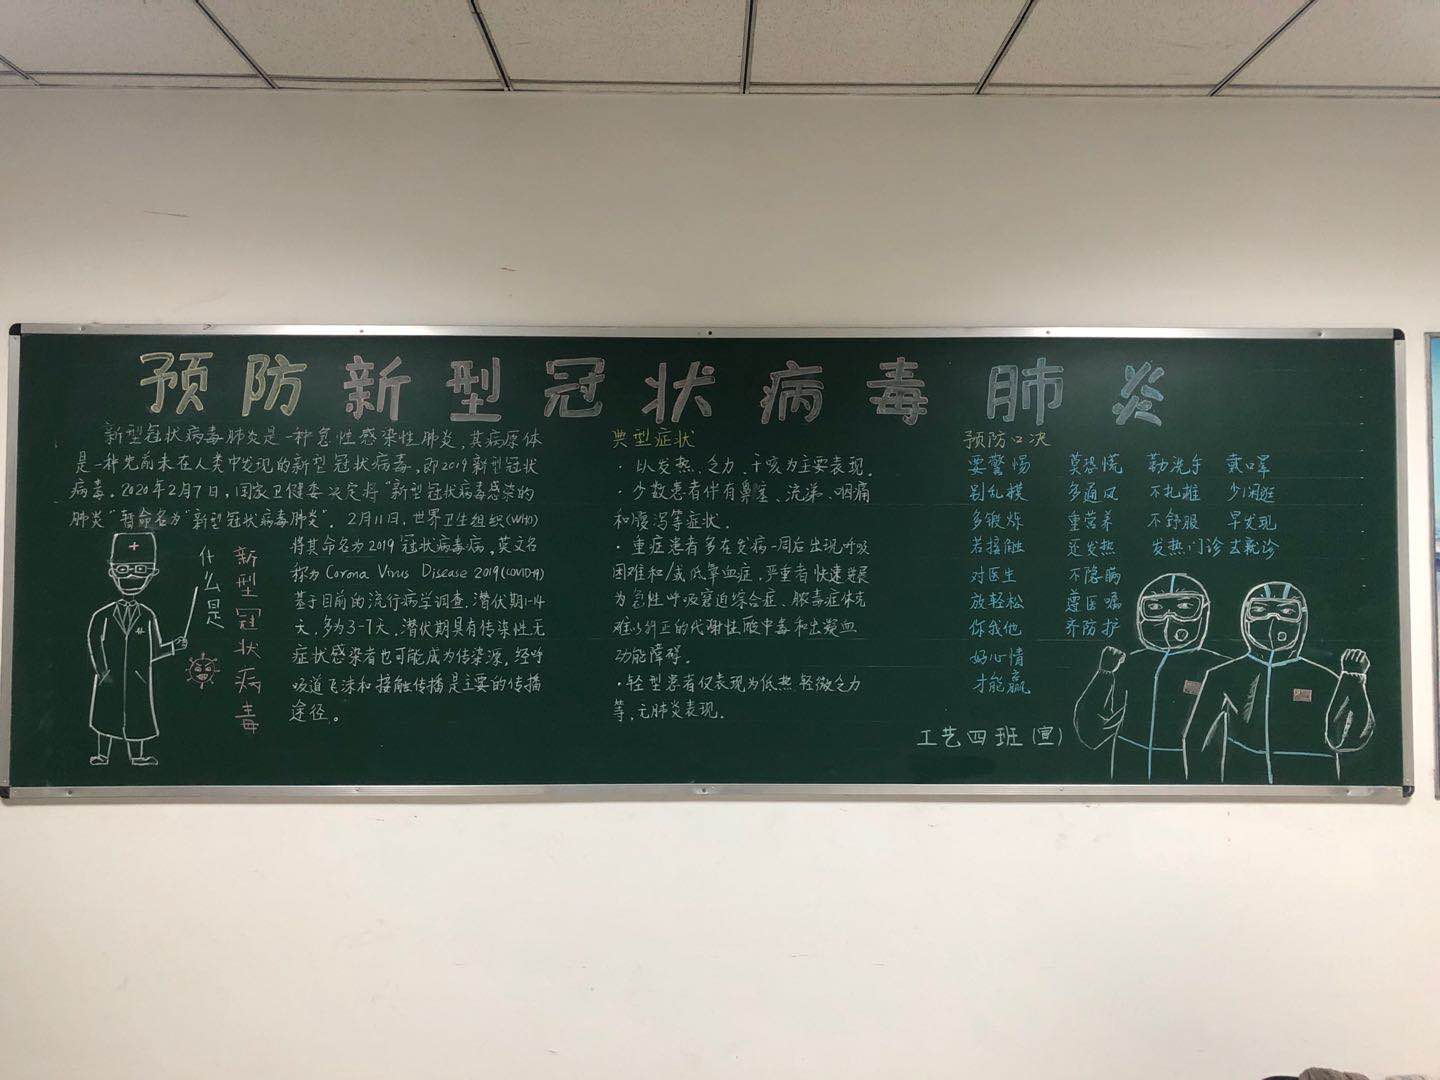 预防新型冠状病毒肺炎
新型冠状病毒肺炎是一种急性感染性肺炎，其病原体
是一种先前未在人类中发现的新型冠状病毒，即2019新型冠状
病毒。2020年2月7日，国家卫健委决定将“新型冠状病毒感染的
肺炎”暂命名为“新型冠状病毒肺炎”。2月11日，世界卫生组织(WHO)
将其命名为2019冠状病毒病，英文名
称为Corona Virus Disease 2019(COVID-19)
基于目前的流行病学调查，潜伏期1-14
天，多为3-7天，潜伏期具有传染性，无
症状感染者也可能成为传染源，经呼
吸道飞沫和接触传播是主要的传播
途径。
什么是
新型冠状病毒
典型症状
·以发热、乏力、干咳为主要表现。
·少数患者伴有鼻塞、流涕、咽痛
和腹泻等症状。
·重症患者多在发病一周后出现呼吸
困难和/或低氧血症，严重者快速进展
为急性呼吸窘迫综合症、脓毒症休克
难以纠正的代谢性酸中毒和出凝血
功能障碍。
·轻型患者仅表现为低热、轻微乏力
等，无肺炎表现。
预防口决
要警惕 莫恐慌 勤洗手 戴口罩
别乱摸 多通风 不扎堆 少闲逛
多锻炼 重营养 不舒服 早发现
若接触 还发热 发热门诊去就诊
对医生 不隐瞒
放轻松 遵医嘱
你我他 齐防护
好心情
才能赢
工艺四班(宣)